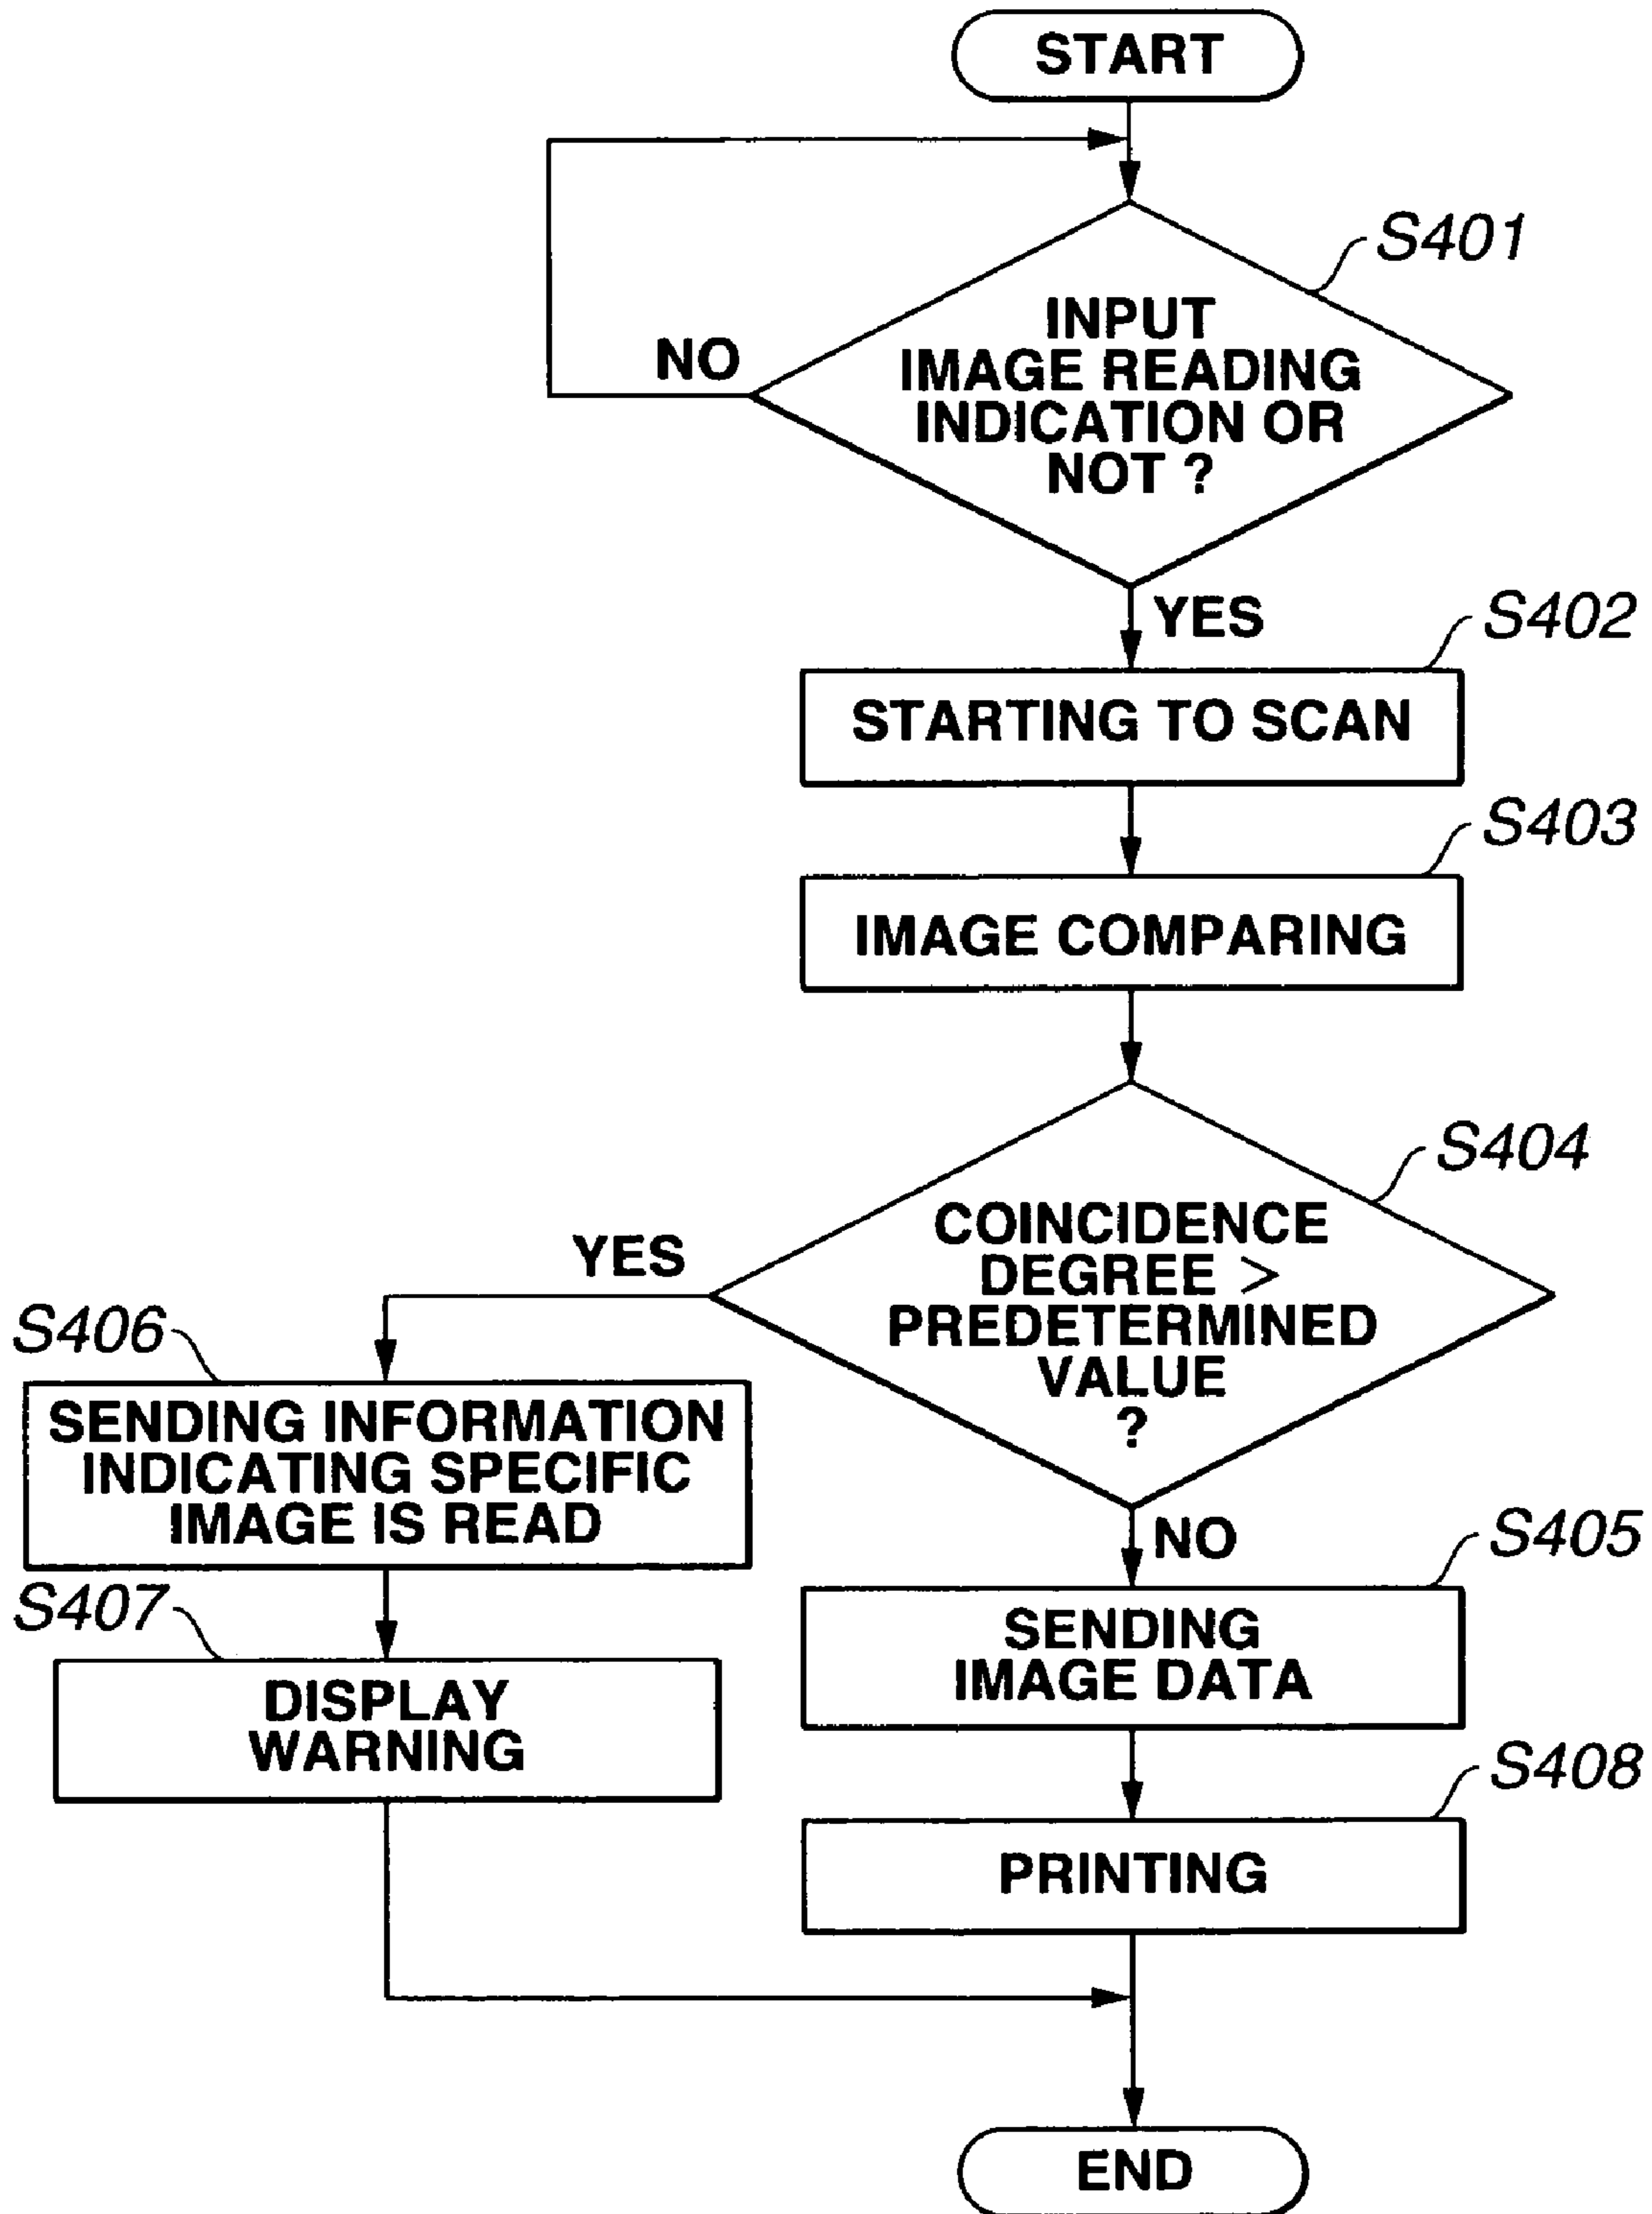 START
S401
INPUT
IMAGE READING
INDICATION OR
NOT ?
NO
YES
S402
STARTING TO SCAN
S403
IMAGE COMPARING
S404
COINCIDENCE
DEGREE >
PREDETERMINED
VALUE
?
YES
S406
SENDING INFORMATION
INDICATING SPECIFIC
IMAGE IS READ
NO
S405
SENDING
IMAGE DATA
S407
DISPLAY
WARNING
S408
PRINTING
END